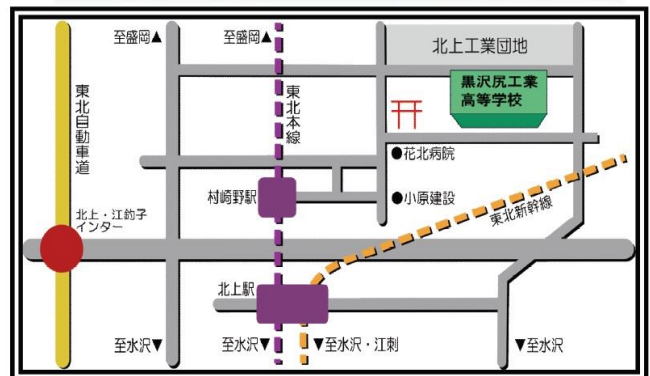 至盛岡▲
至盛岡▲
北上工業団地
黒沢尻工業
高等学校
東北自動車道
東北本線
●花北病院
村崎野駅
●小原建設
北上・江釣子
インター
東北新幹線
北上駅
至水沢▼
至水沢▼
▼至水沢・江刺
▼至水沢